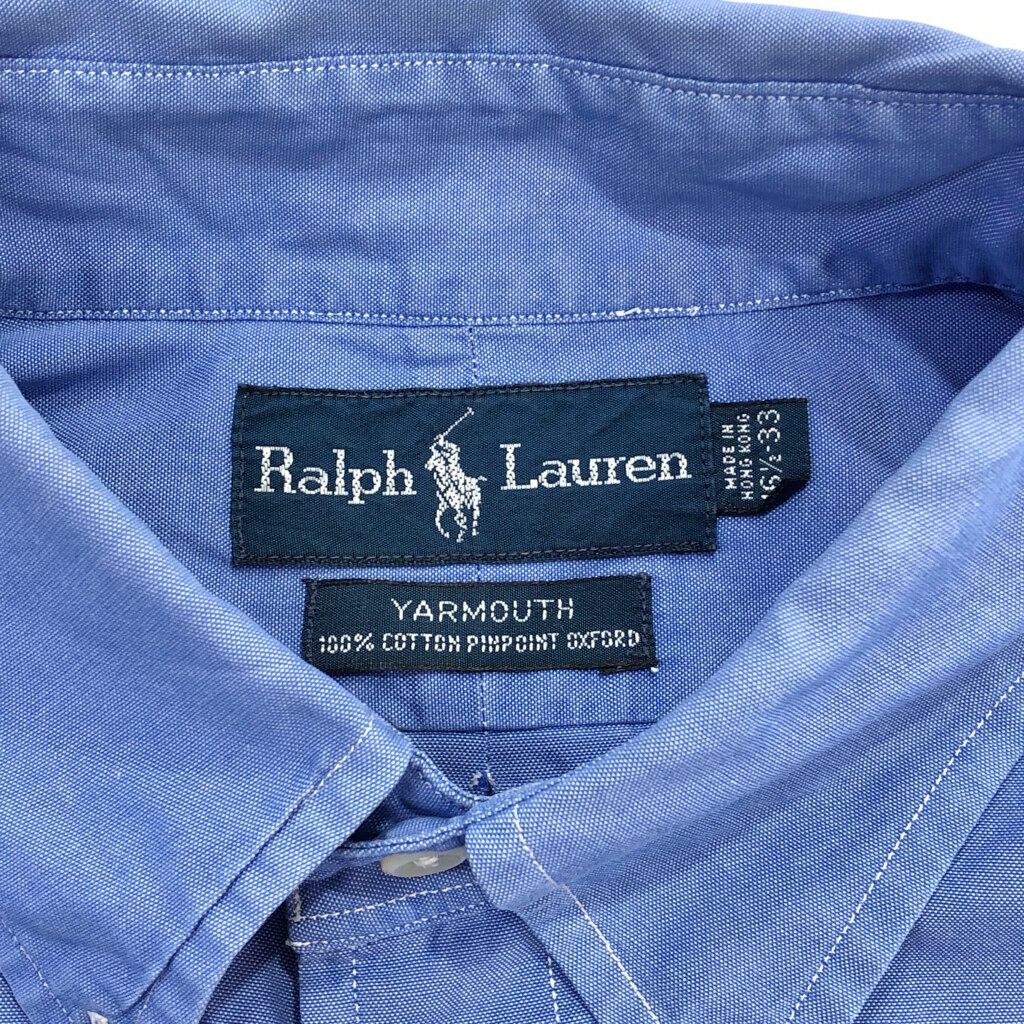 Ralph Lauren
MADE IN
HONG KONG
16½-33
YARMOUTH
100% COTTON PINPOINT OXFORD